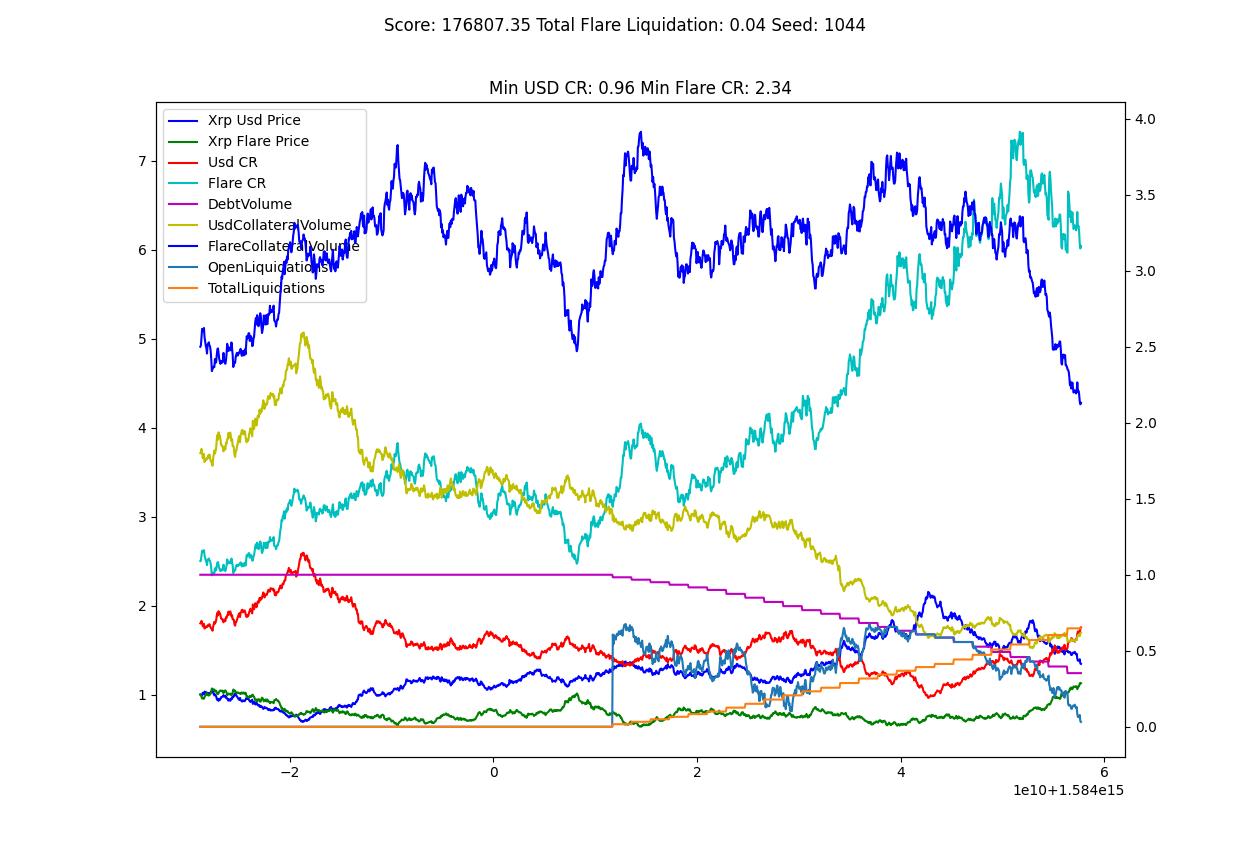 Score: 176807.35 Total Flare Liquidation: 0.04 Seed: 1044
Min USD CR: 0.96 Min Flare CR: 2.34
Xrp Usd Price
Xrp Flare Price
Usd CR
Flare CR
DebtVolume
UsdCollateralVolume
FlareCollateralVolume
OpenLiquidations
TotalLiquidations
7
6
5
4
3
2
1
4.0
3.5
3.0
2.5
2.0
1.5
1.0
0.5
0.0
−2
0
2
4
6
1e10+1.584e15